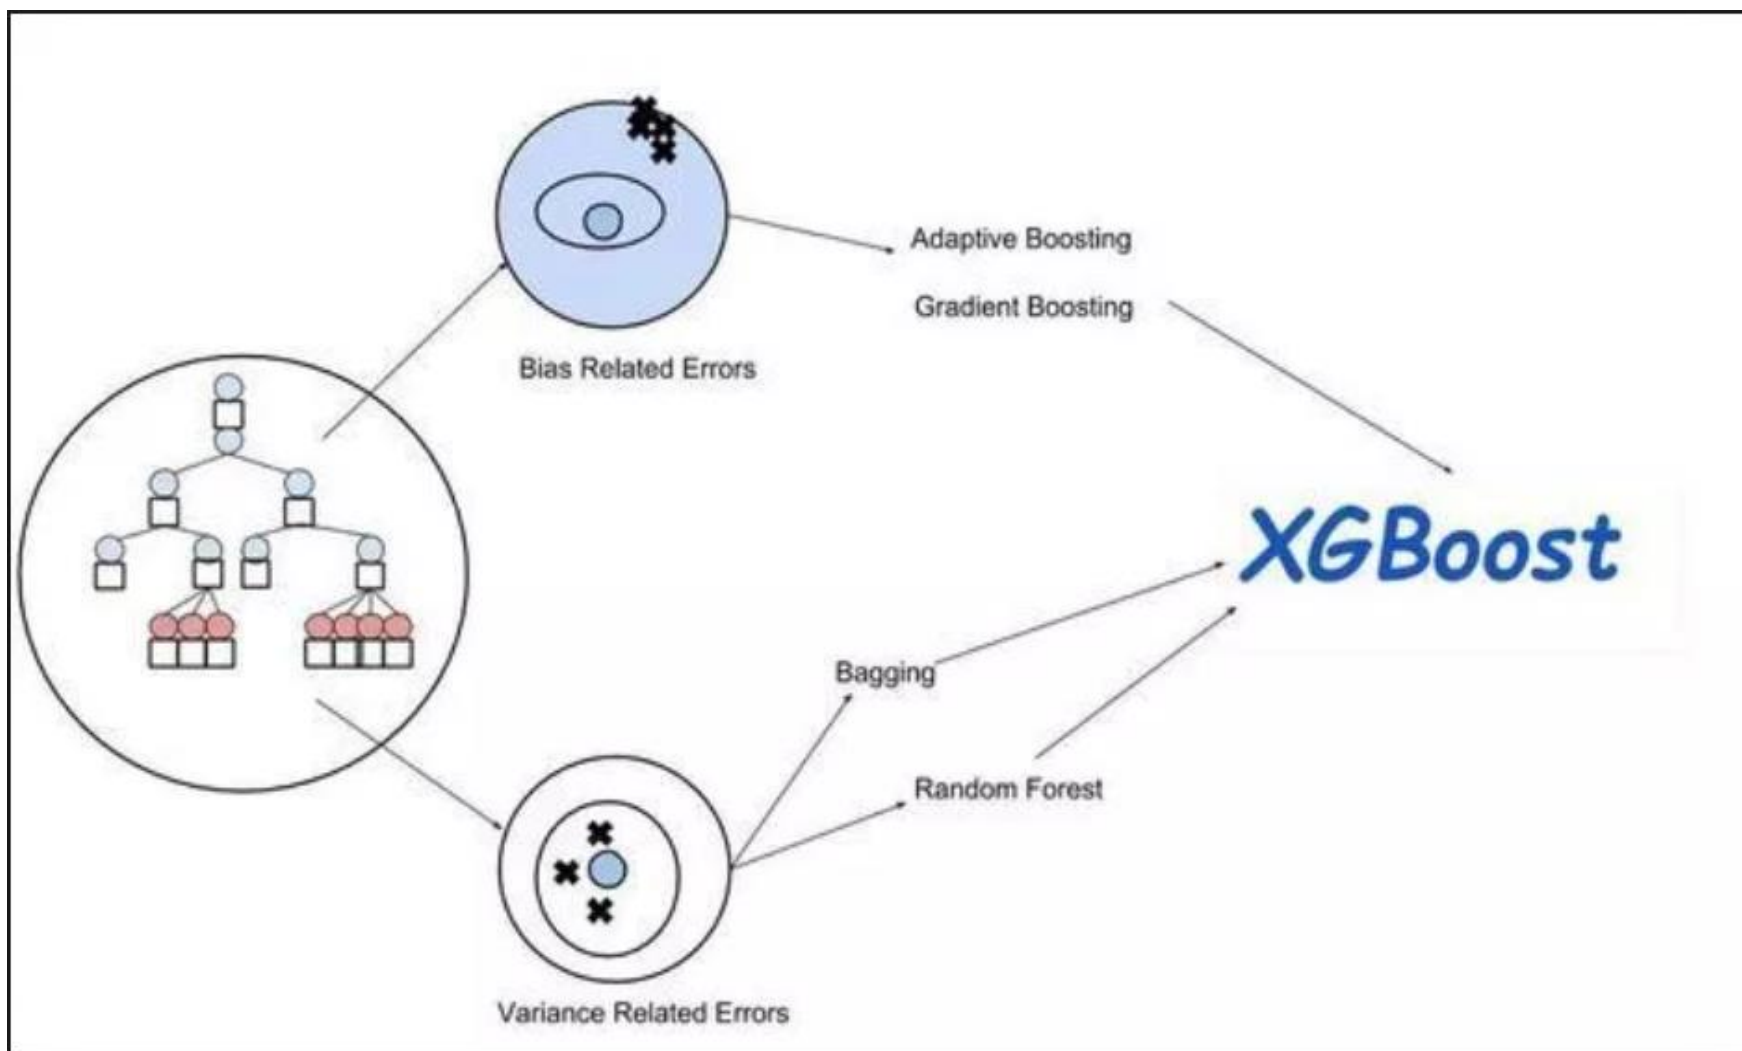 Adaptive Boosting
Gradient Boosting
Bias Related Errors
XGBoost
Bagging
Random Forest
Variance Related Errors